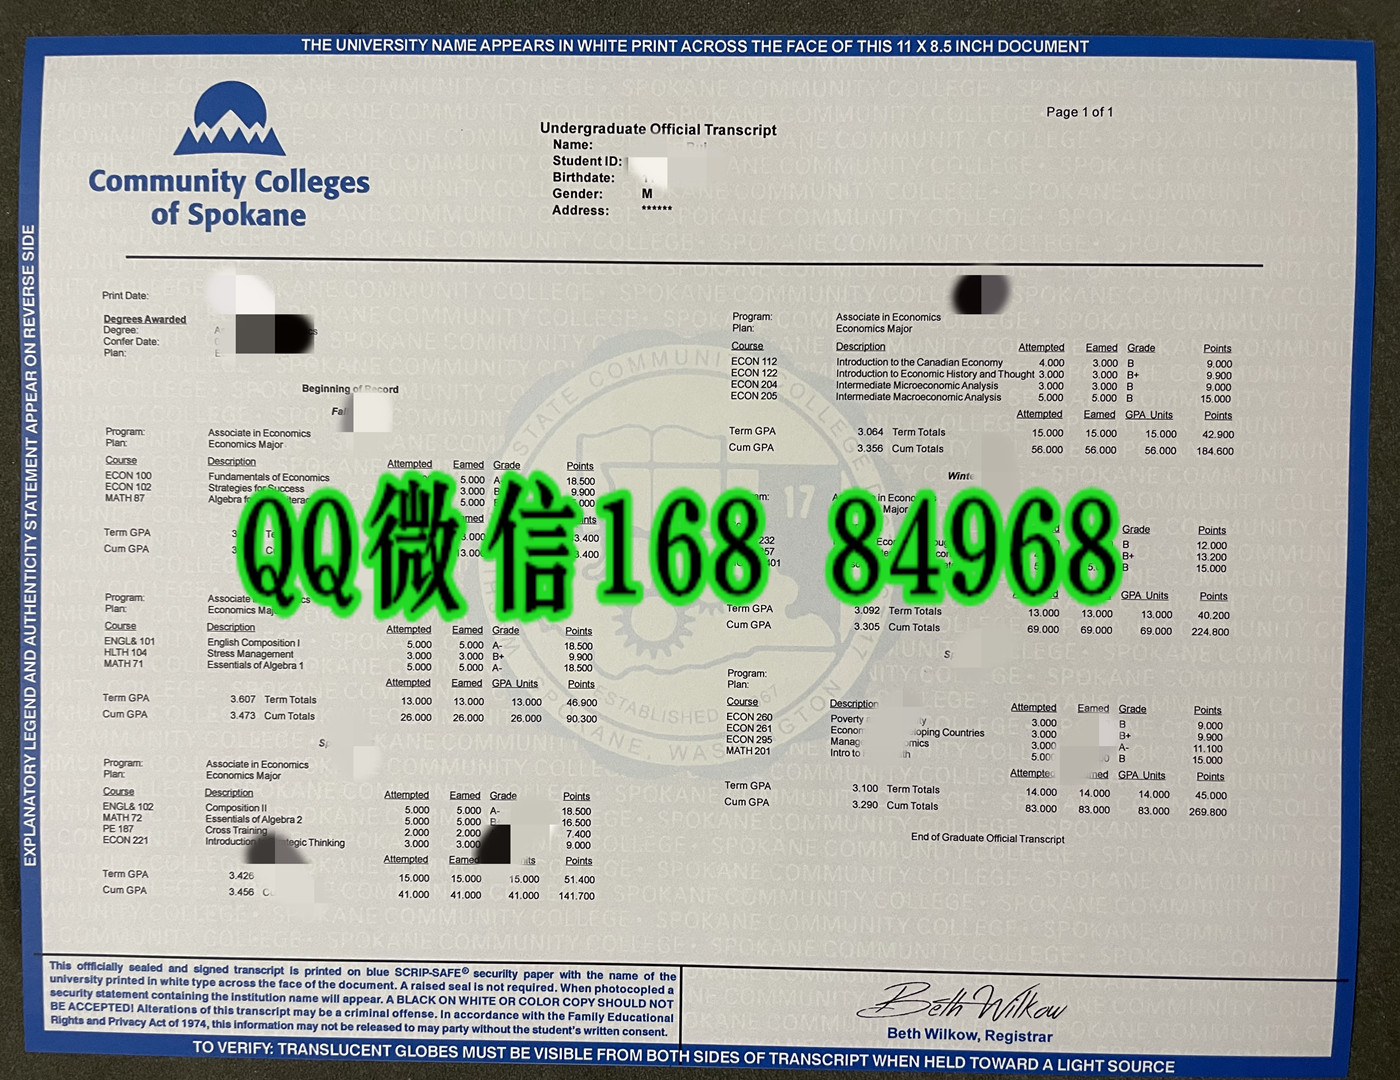 THE UNIVERSITY NAME APPEARS IN WHITE PRINT ACROSS THE FACE OF THIS 11 X 8.5 INCH DOCUMENT
EXPLANATORY LEGEND AND AUTHENTICITY STATEMENT APPEAR ON REVERSE SIDE
Community Colleges
of Spokane
Page 1 of 1
Undergraduate Official Transcript
Name:
Student ID:
Birthdate:
Gender: M
Address: ******
Print Date:
Degrees Awarded
Degree:
Confer Date:
Plan:
Beginning of Record
Program: Associate in Economics
Plan: Economics Major
Course Description Attempted Earned Grade Points
ECON 100 Fundamentals of Economics 5.000 18.500
ECON 102 Strategies for Success 3.000 9.900
MATH 87 Algebra 5.000
Term GPA
Cum GPA
QQ微信168 84968
Program:
Plan: Economics
Course Description Attempted Earned Grade Points
ENGL& 101 English Composition I 5.000 5.000 A- 18.500
HLTH 104 Stress Management 3.000 3.000 B+ 9.900
MATH 71 Essentials of Algebra 1 5.000 5.000 A- 18.500
Attempted Earned GPA Units Points
Term GPA 3.607 Term Totals 13.000 13.000 13.000 46.900
Cum GPA 3.473 Cum Totals 26.000 26.000 26.000 90.300
Program: Associate in Economics
Plan: Economics Major
Course Description Attempted Earned Grade Points
ENGL& 102 Composition II 5.000 5.000 A- 18.500
MATH 72 Essentials of Algebra 2 5.000 5.000 16.500
PE 187 Cross Training 2.000 2.000 7.400
ECON 221 Introduction Thinking 3.000 3.000 9.000
Attempted Earned Points
Term GPA 3.426 15.000 15.000 15.000 51.400
Cum GPA 3.456 41.000 41.000 41.000 141.700
Program: Associate in Economics
Plan: Economics Major
Course Description Attempted Earned Grade Points
ECON 112 Introduction to the Canadian Economy 4.000 3.000 B 9.000
ECON 122 Introduction to Economic History and Thought 3.000 3.000 B+ 9.900
ECON 204 Intermediate Microeconomic Analysis 3.000 3.000 B 9.000
ECON 205 Intermediate Macroeconomic Analysis 5.000 5.000 B 15.000
Attempted Earned GPA Units Points
Term GPA 3.064 Term Totals 15.000 15.000 15.000 42.900
Cum GPA 3.356 Cum Totals 56.000 56.000 56.000 184.600
Major
Grade Points
B 12.000
B+ 13.200
B 15.000
GPA Units Points
Term GPA 3.092 Term Totals 13.000 13.000 13.000 40.200
Cum GPA 3.305 Cum Totals 69.000 69.000 69.000 224.800
Program:
Plan:
Course Description Attempted Earned Grade Points
ECON 260 Poverty 3.000 B 9.000
ECON 261 Countries 3.000 B+ 9.900
ECON 295 3.000 A- 11.100
MATH 201 Intro to B 15.000
Attempted GPA Units Points
Term GPA 3.100 Term Totals 14.000 14.000 14.000 45.000
Cum GPA 3.290 Cum Totals 83.000 83.000 83.000 269.800
End of Graduate Official Transcript
This officially sealed and signed transcript is printed on blue SCRIP-SAFE® security paper with the name of the
university printed in white type across the face of the document. A raised seal is not required. When photocopied a
security statement containing the institution name will appear. A BLACK ON WHITE OR COLOR COPY SHOULD NOT
BE ACCEPTED! Alterations of this transcript may be a criminal offense. In accordance with the Family Educational
Rights and Privacy Act of 1974, this information may not be released to may party without the student's written consent.
Beth Wilkow
Beth Wilkow, Registrar
TO VERIFY: TRANSLUCENT GLOBES MUST BE VISIBLE FROM BOTH SIDES OF TRANSCRIPT WHEN HELD TOWARD A LIGHT SOURCE